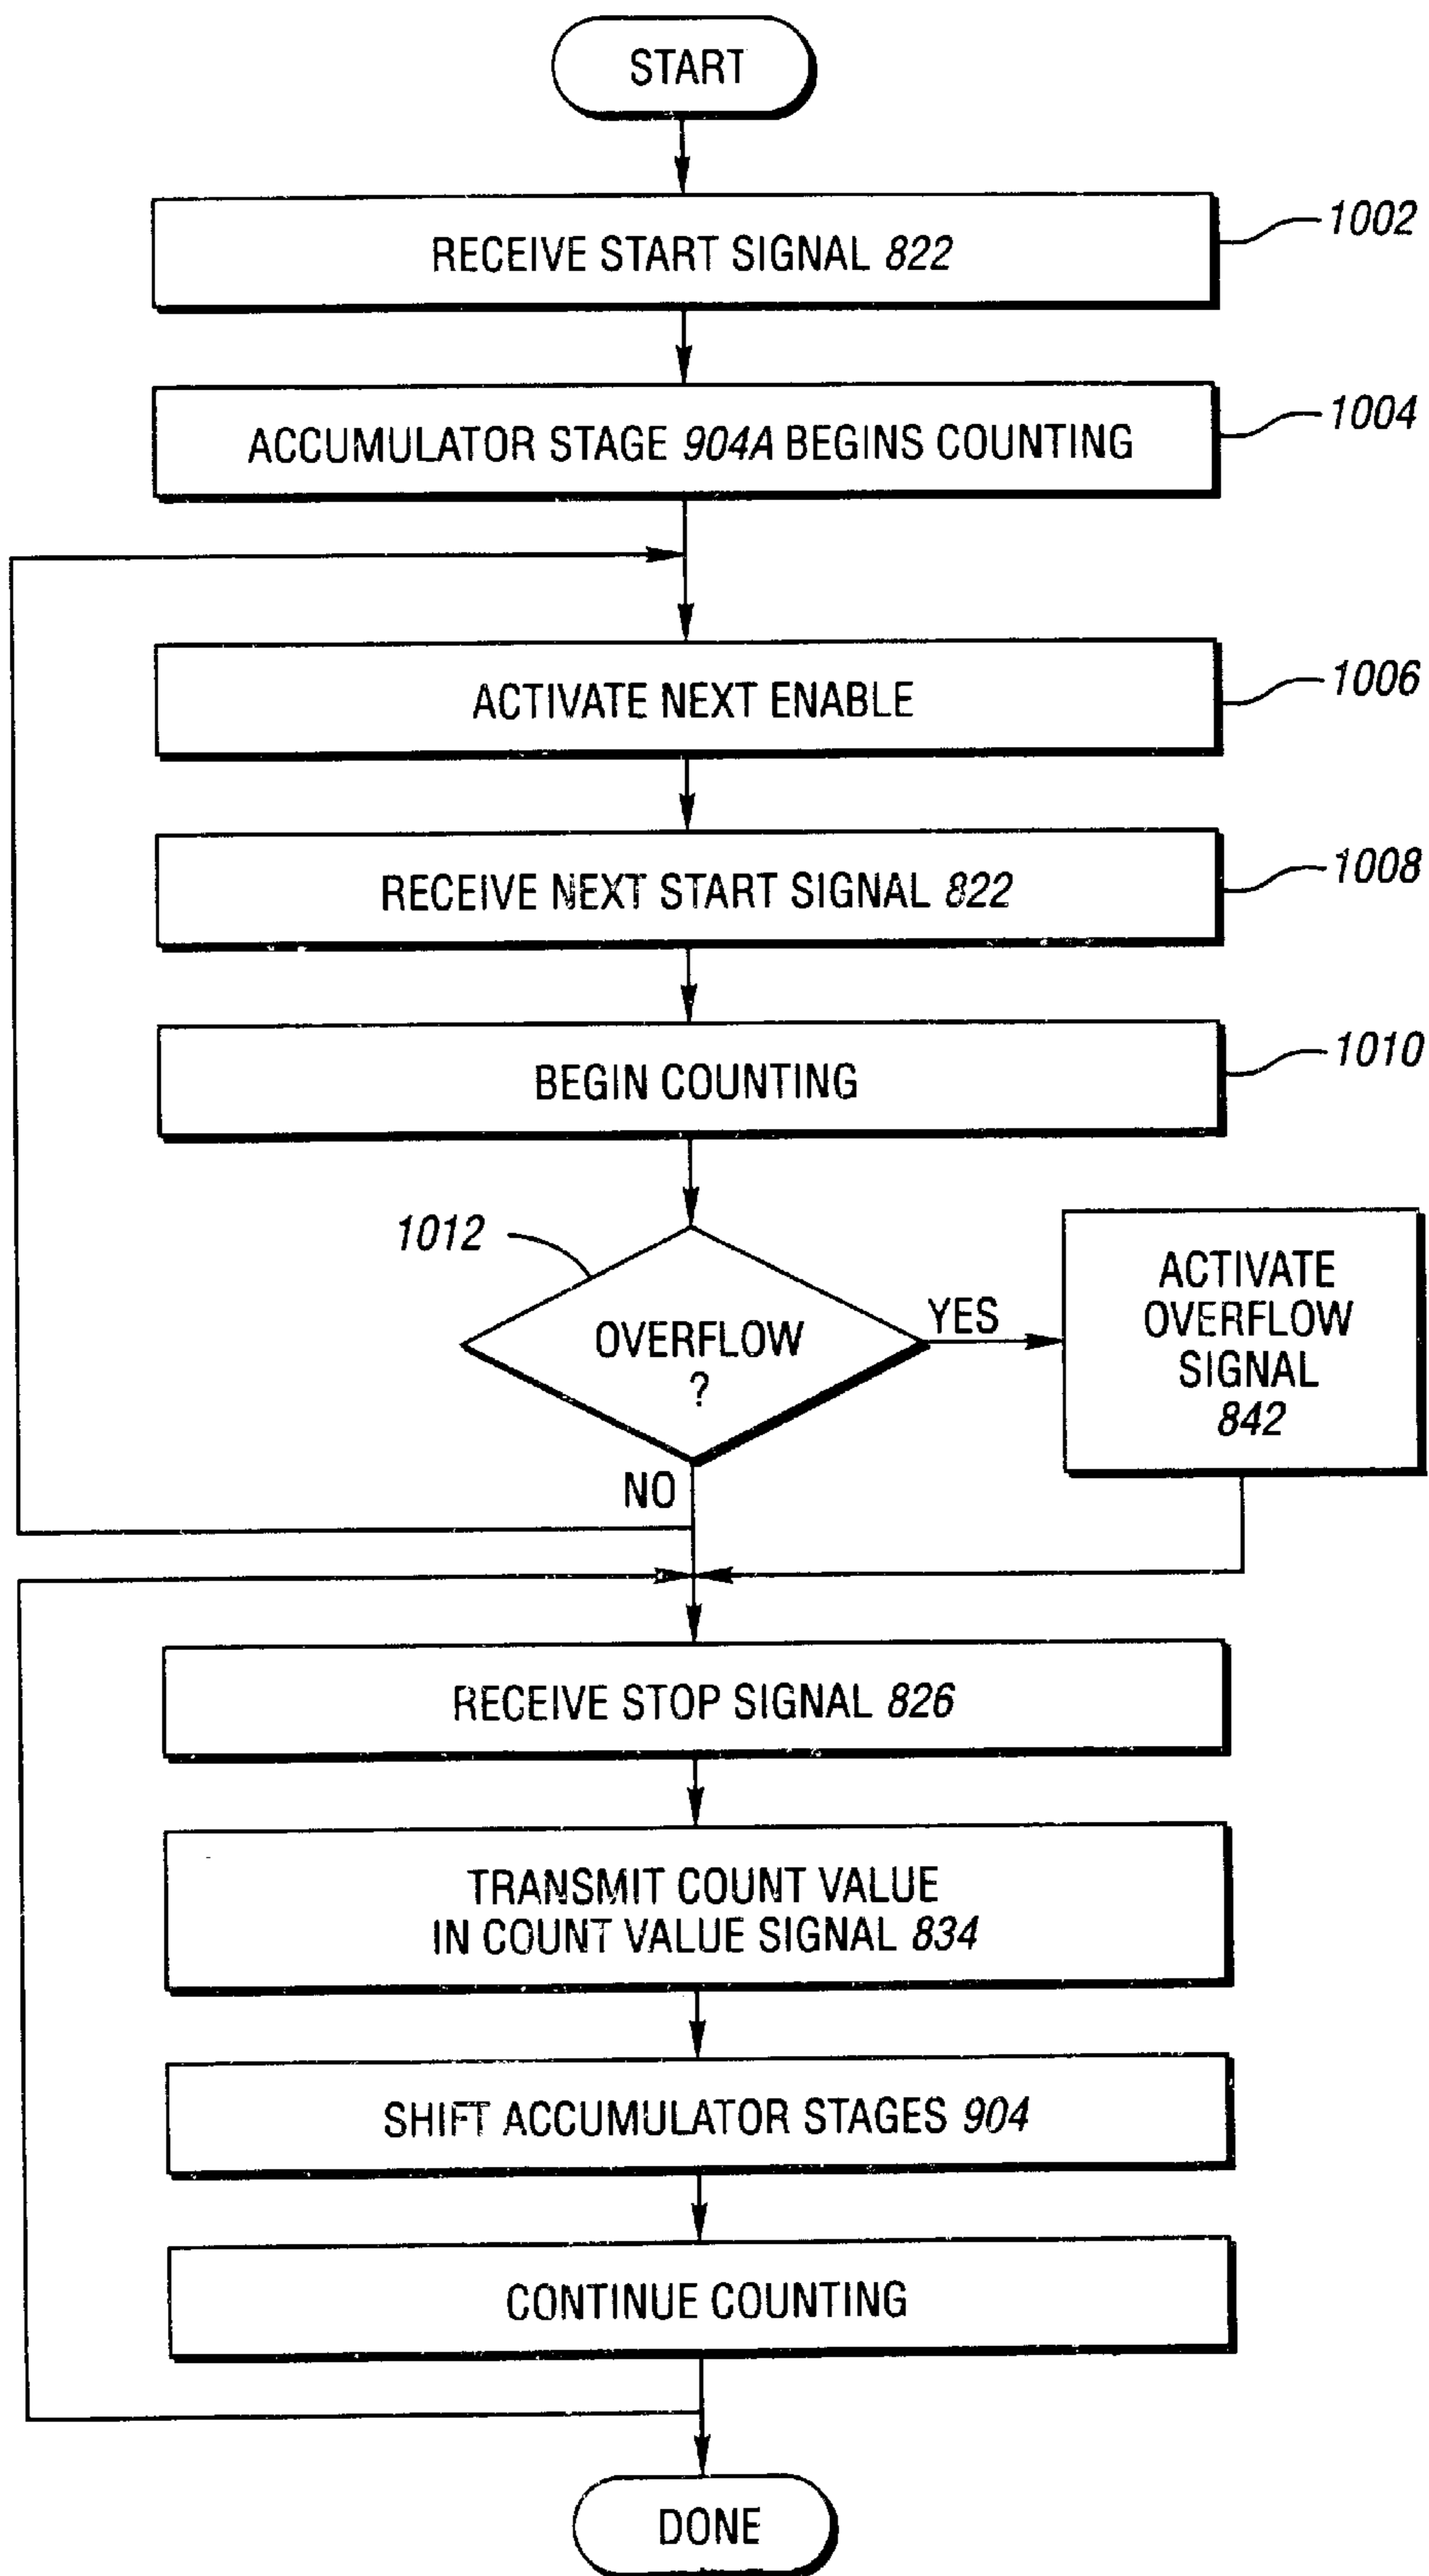 START
RECEIVE START SIGNAL 822
1002
ACCUMULATOR STAGE 904A BEGINS COUNTING
1004
ACTIVATE NEXT ENABLE
1006
RECEIVE NEXT START SIGNAL 822
1008
BEGIN COUNTING
1010
1012
OVERFLOW
?
YES
ACTIVATE
OVERFLOW
SIGNAL
842
NO
RECEIVE STOP SIGNAL 826
TRANSMIT COUNT VALUE
IN COUNT VALUE SIGNAL 834
SHIFT ACCUMULATOR STAGES 904
CONTINUE COUNTING
DONE